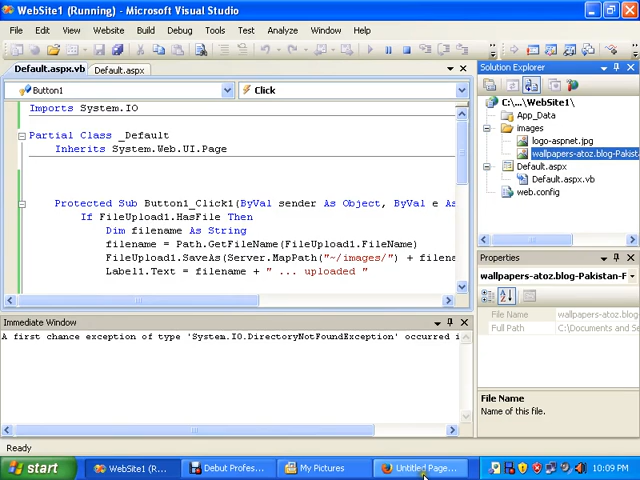 WebSite1 (Running) - Microsoft Visual Studio
File Edit View Website Build Debug Tools Test Analyze Window Help
Default.aspx.vb Default.aspx
Button1 Click
Imports System.IO
Partial Class _Default
Inherits System.Web.UI.Page
Protected Sub Button1_Click1(ByVal sender As Object, ByVal e As
If FileUpload1.HasFile Then
Dim filename As String
filename = Path.GetFileName(FileUpload1.FileName)
FileUpload1.SaveAs(Server.MapPath("~/images/") + filena
Label1.Text = filename + " ... uploaded "
Immediate Window
A first chance exception of type 'System.IO.DirectoryNotFoundException' occurred i
Solution Explorer
C:\...\WebSite1\
App_Data
images
logo-aspnet.jpg
wallpapers-atoz.blog-Pakista
Default.aspx
Default.aspx.vb
web.config
Properties
wallpapers-atoz.blog-Pakistan-F
File Name wallpapers-atoz.blog
Full Path C:\Documents and Se
File Name
Name of this file.
Ready
start WebSite1 (R... Debut Profes... My Pictures Untitled Page... 10:09 PM